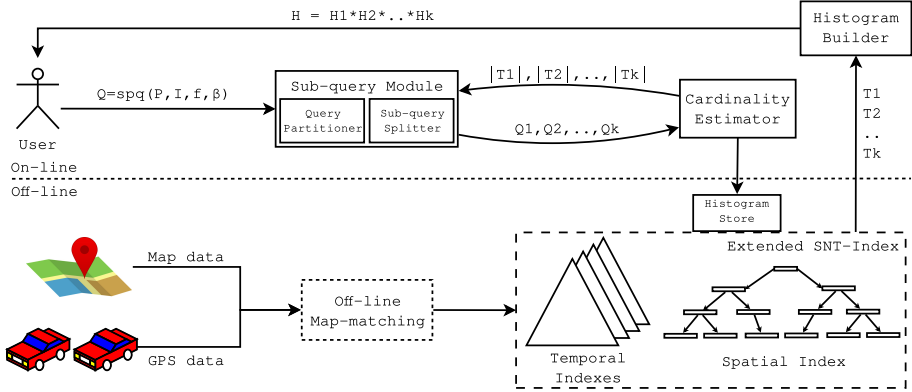 H = H1*H2*..*Hk
Histogram
Builder
|T1|,|T2|,..,|Tk|
Sub-query Module
Q=spq(P,I,f,β)
Query
Partitioner
Sub-query
Splitter
Cardinality
Estimator
T1
T2
..
Tk
Q1,Q2,..,Qk
User
On-line
Off-line
Histogram
Store
Extended SNT-Index
Map data
Off-line
Map-matching
GPS data
Temporal
Indexes
Spatial Index